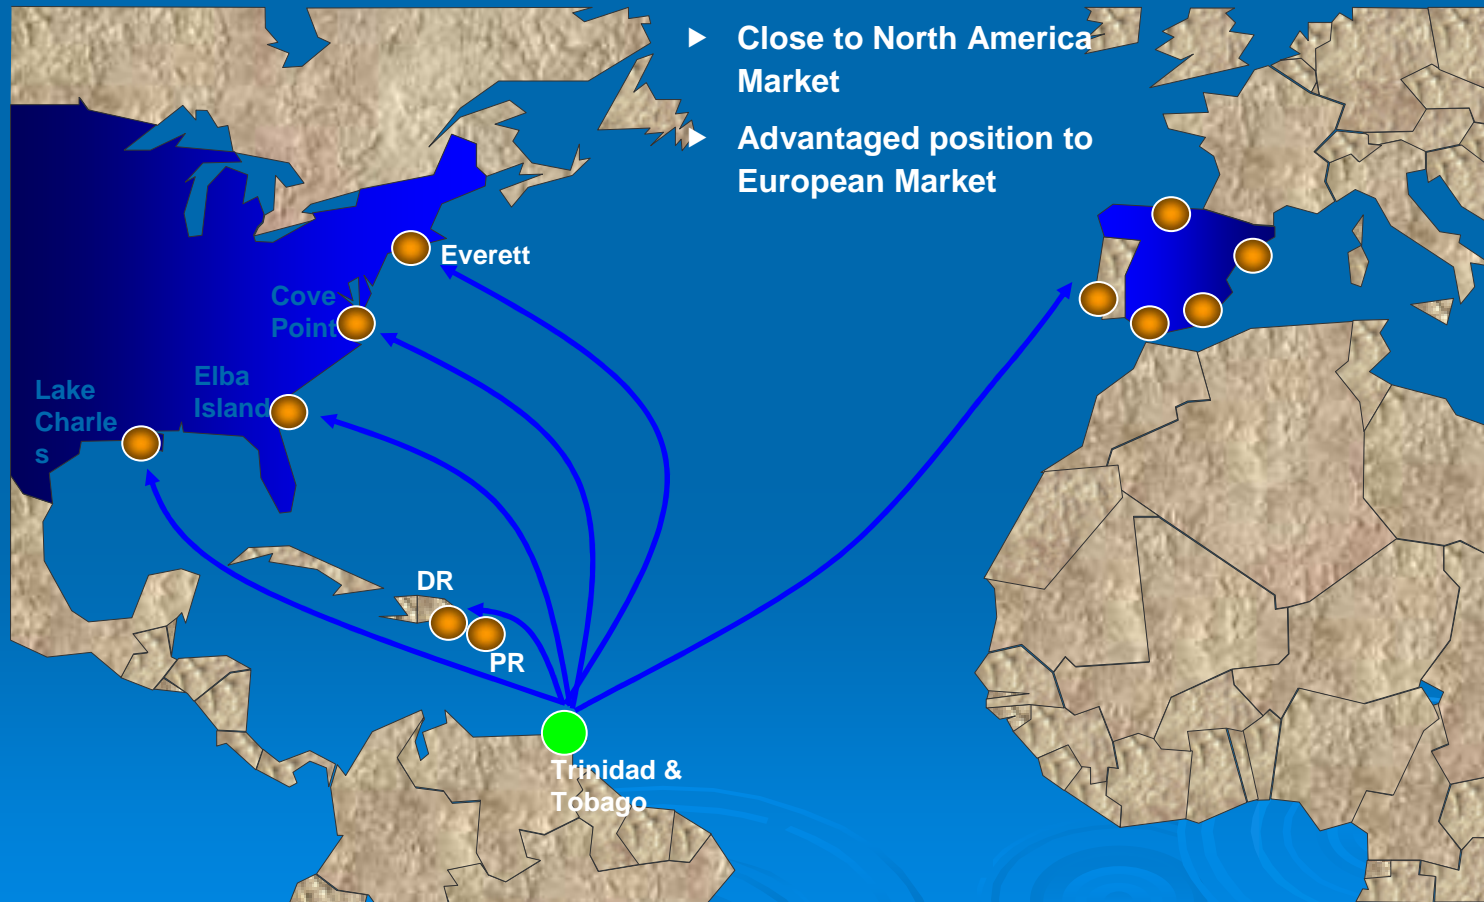 Close to North America
Market
Advantaged position to
European Market
Everett
Cove
Point
Elba
Island
Lake
Charle
s
DR
PR
Trinidad &
Tobago